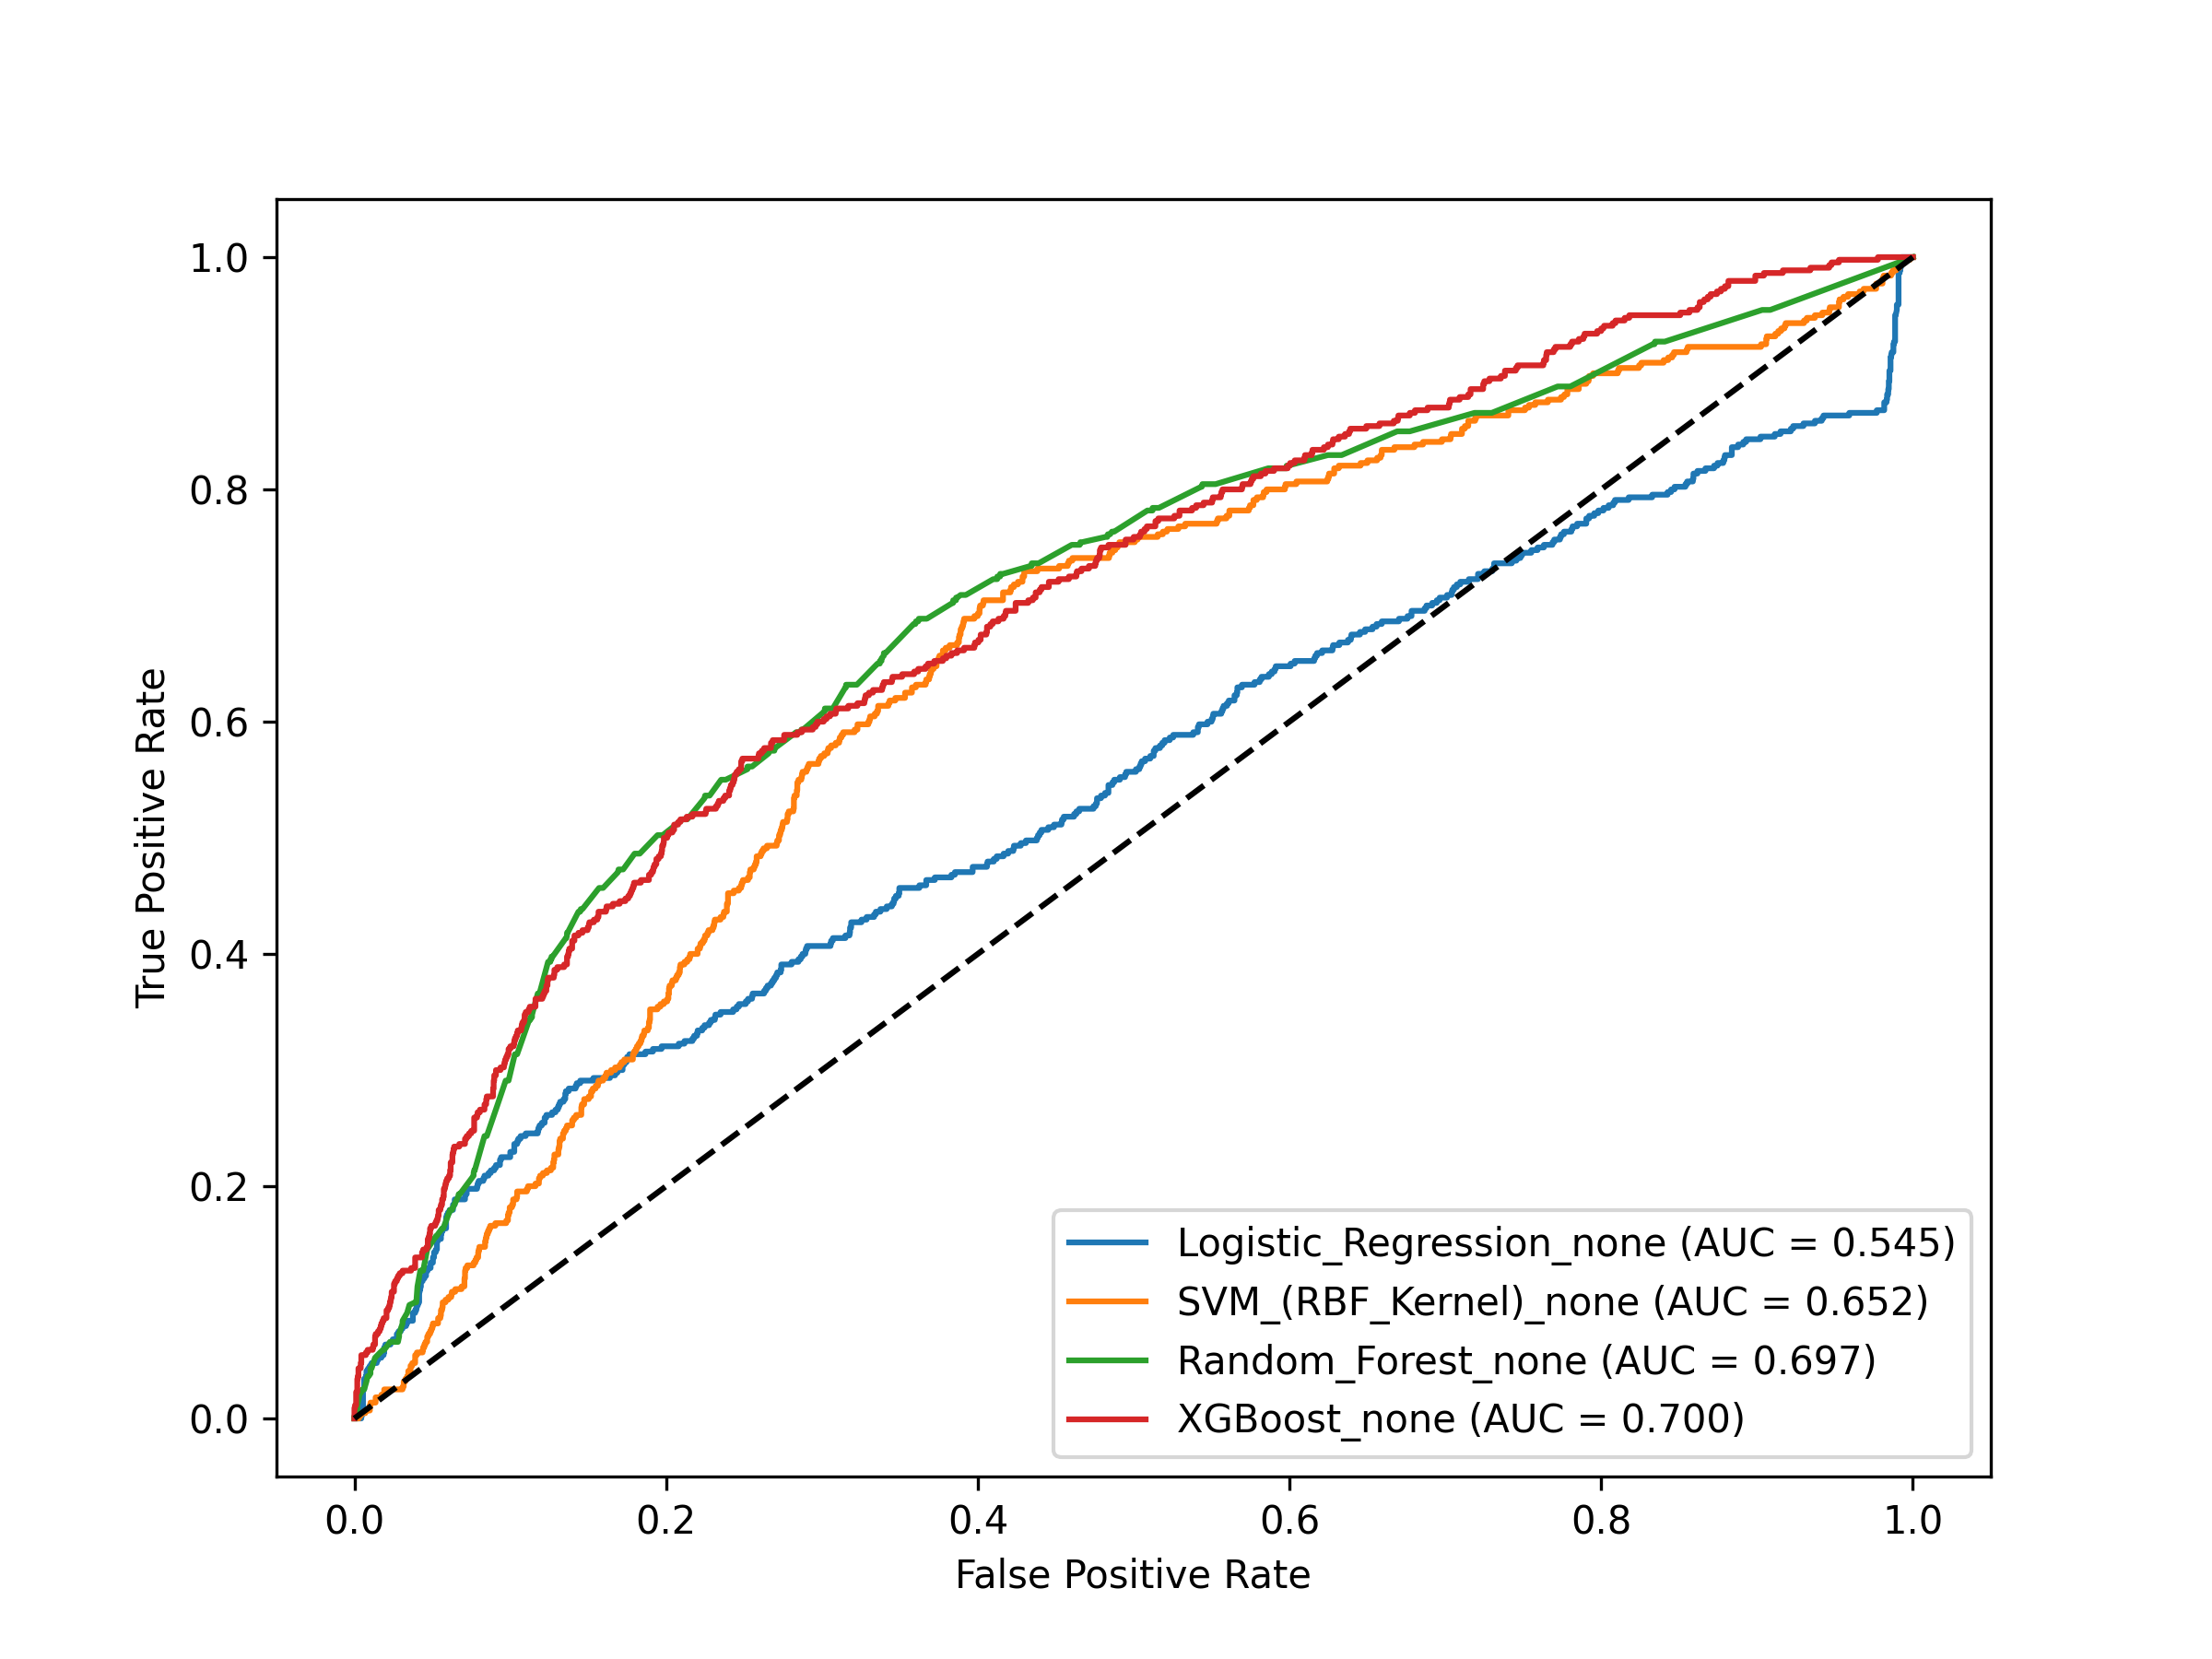 1.0
0.8
0.6
0.4
0.2
0.0
True Positive Rate
Logistic_Regression_none (AUC = 0.545)
SVM_(RBF_Kernel)_none (AUC = 0.652)
Random_Forest_none (AUC = 0.697)
XGBoost_none (AUC = 0.700)
0.0 0.2 0.4 0.6 0.8 1.0
False Positive Rate